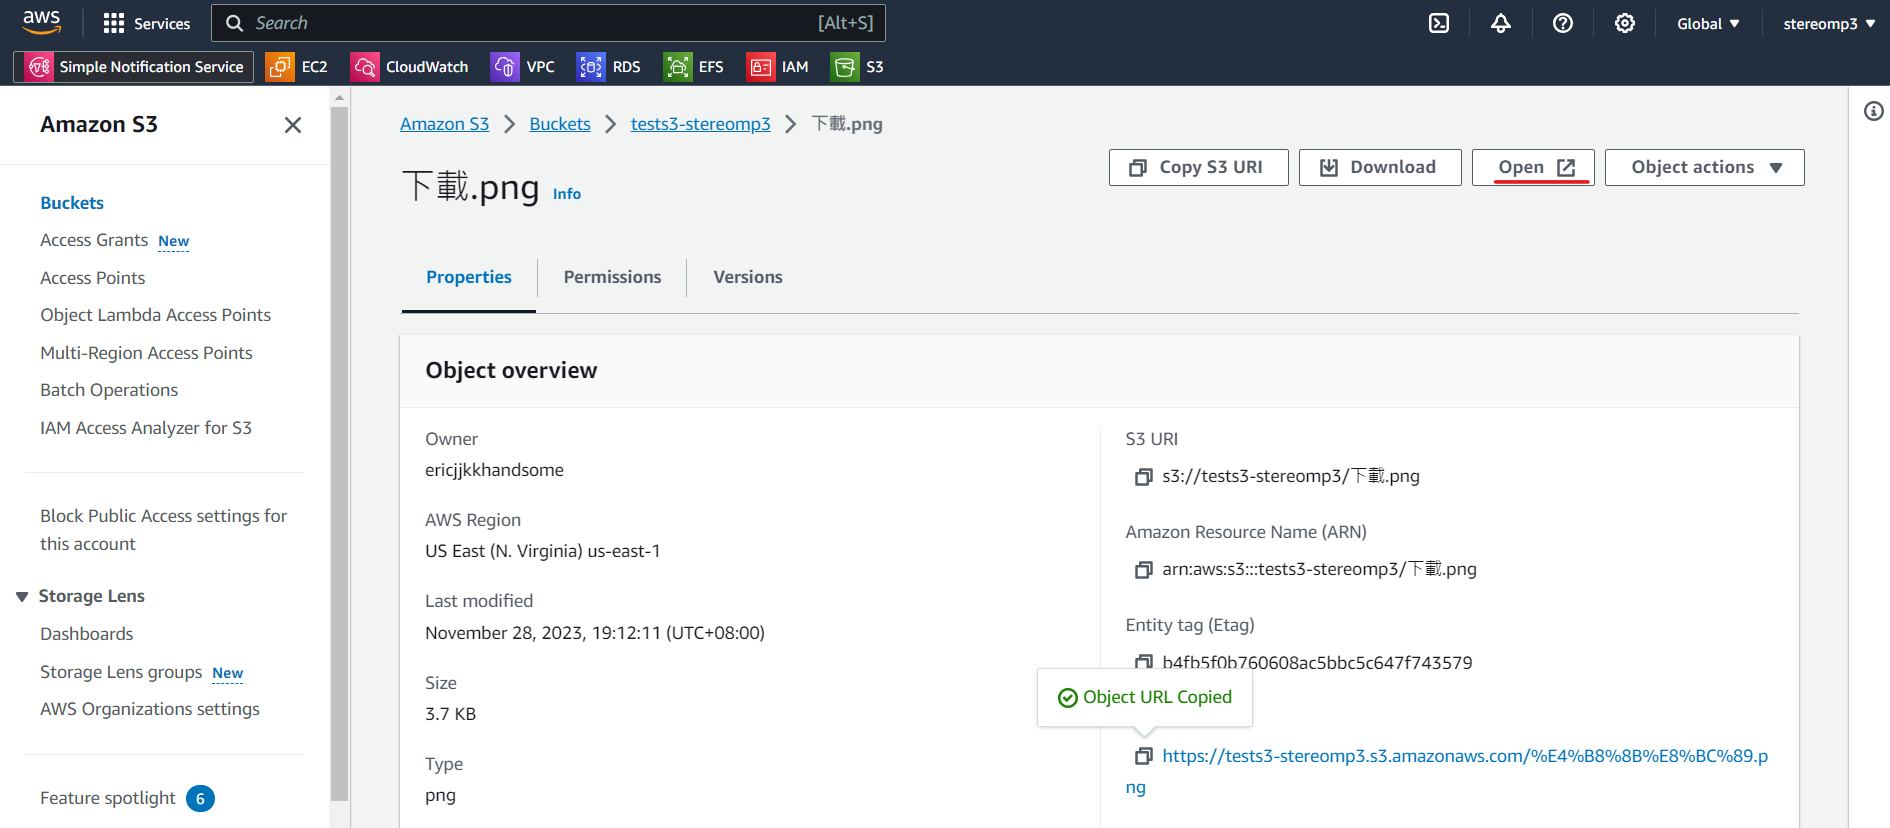 aws Services Search [Alt+S] Global stereomp3
Simple Notification Service EC2 CloudWatch VPC RDS EFS IAM S3
Amazon S3
Buckets
Access Grants New
Access Points
Object Lambda Access Points
Multi-Region Access Points
Batch Operations
IAM Access Analyzer for S3
Block Public Access settings for
this account
Storage Lens
Dashboards
Storage Lens groups New
AWS Organizations settings
Feature spotlight 6
Amazon S3 Buckets tests3-stereomp3 下載.png
下載.png Info
Copy S3 URI Download Open Object actions
Properties Permissions Versions
Object overview
Owner
ericjjkkhandsome
AWS Region
US East (N. Virginia) us-east-1
Last modified
November 28, 2023, 19:12:11 (UTC+08:00)
Size
3.7 KB
Type
png
S3 URI
s3://tests3-stereomp3/下載.png
Amazon Resource Name (ARN)
arn:aws:s3:::tests3-stereomp3/下載.png
Entity tag (Etag)
b4fb5f0b760608ac5bbc5c647f743579
Object URL Copied
https://tests3-stereomp3.s3.amazonaws.com/%E4%B8%8B%E8%BC%89.p
ng